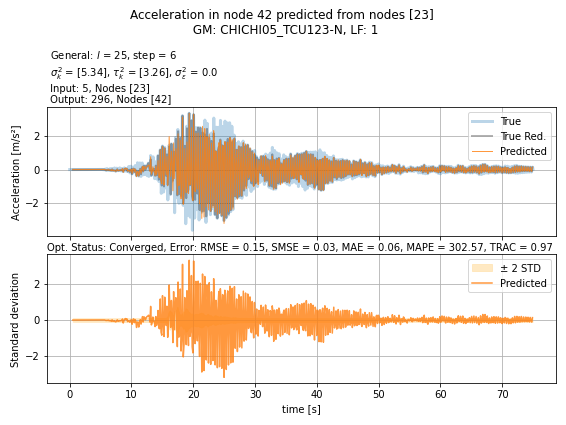 Acceleration in node 42 predicted from nodes [23]
GM: CHICHI05_TCU123-N, LF: 1
General: l = 25, step = 6
σ²ₖ = [5.34], τ²ₖ = [3.26], σ²ε = 0.0
Input: 5, Nodes [23]
Output: 296, Nodes [42]
Acceleration [m/s²]
2
0
−2
True
True Red.
Predicted
Opt. Status: Converged, Error: RMSE = 0.15, SMSE = 0.03, MAE = 0.06, MAPE = 302.57, TRAC = 0.97
Standard deviation
2
0
−2
± 2 STD
Predicted
0 10 20 30 40 50 60 70
time [s]